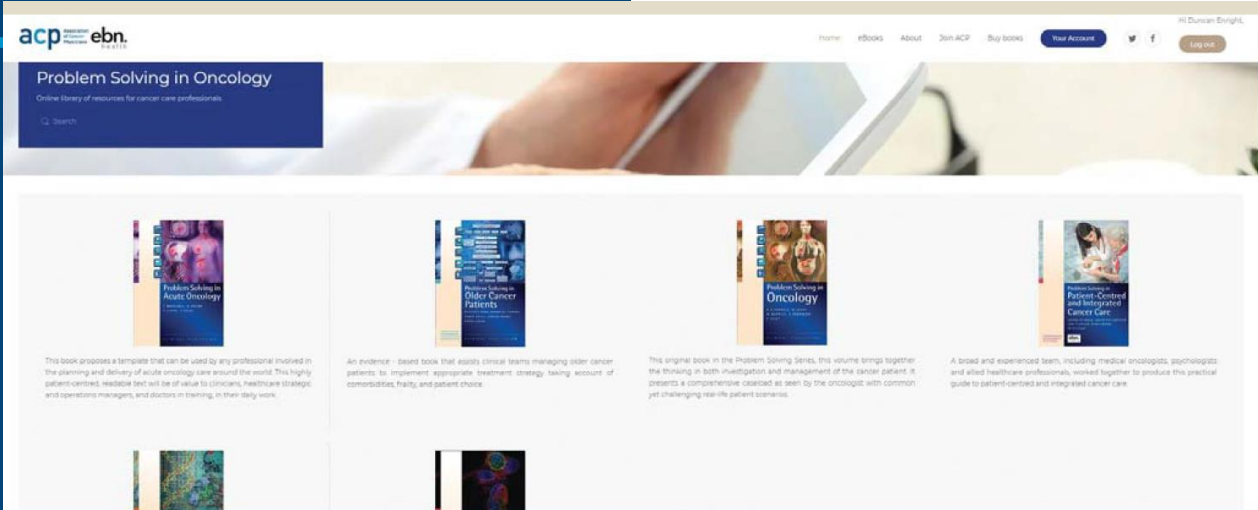 Hi Duncan Enright,
acp Association of Cancer Physicians ebn. health
Home eBooks About Join ACP Buy books Your Account Log out
Problem Solving in Oncology
Online library of resources for cancer care professionals
Search
Problem Solving in
Acute Oncology
This book proposes a template that can be used by any professional involved in
the planning and delivery of acute oncology care around the world. This highly
patient-centred, readable text will be of value to clinicians, healthcare strategic
and operations managers, and doctors in training, in their daily work.
Problem Solving in
Older Cancer
Patients
An evidence - based book that assists clinical teams managing older cancer
patients to implement appropriate treatment strategy taking account of
comorbidities, frailty, and patient choice.
Problem Solving in
Oncology
This original book in the Problem Solving Series, this volume brings together
the thinking in both investigation and management of the cancer patient. It
presents a comprehensive caseload as seen by the oncologist with common
yet challenging real-life patient scenarios.
Problem Solving in
Patient-Centred
and Integrated
Cancer Care
ebn
A broad and experienced team, including medical oncologists, psychologists
and allied healthcare professionals, worked together to produce this practical
guide to patient-centred and integrated cancer care.